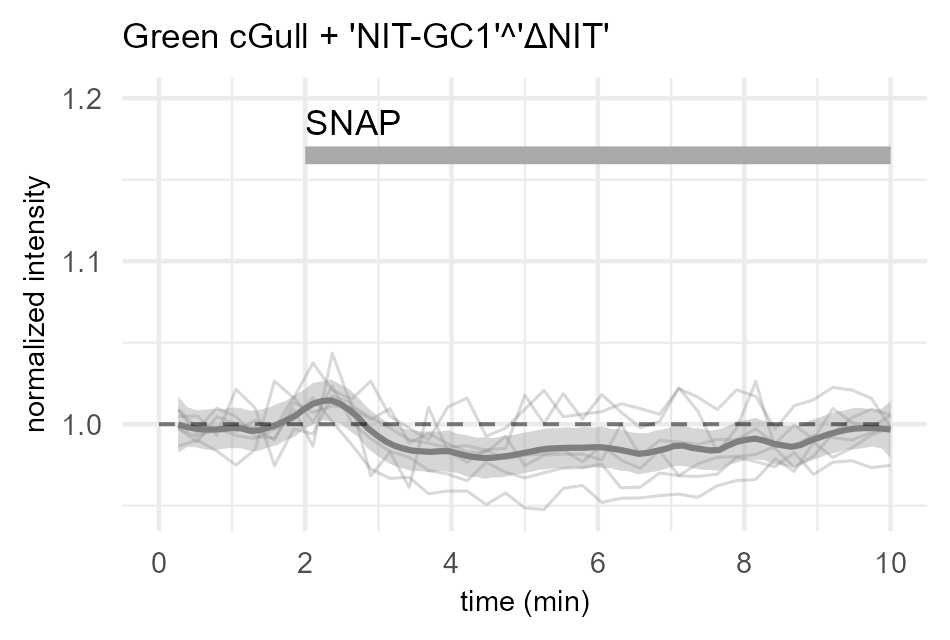 Green cGull + 'NIT-GC1'^'ΔNIT'
1.2
SNAP
1.1
1.0
normalized intensity
0 2 4 6 8 10
time (min)